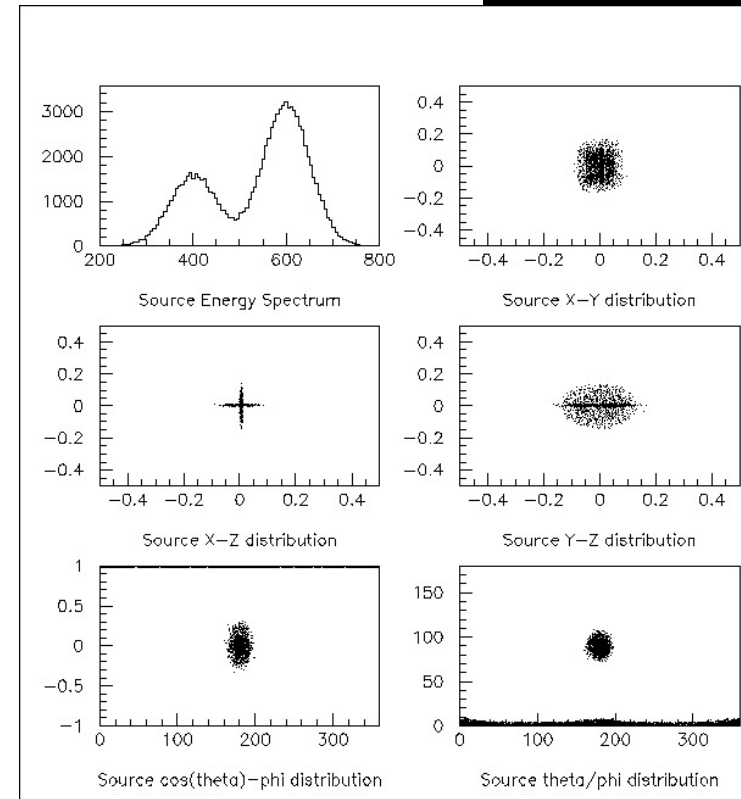 3000
2000
1000
0
200 400 600 800
Source Energy Spectrum
0.4
0.2
0
−0.2
−0.4
−0.4 −0.2 0 0.2 0.4
Source X−Y distribution
0.4
0.2
0
−0.2
−0.4
−0.4 −0.2 0 0.2 0.4
Source X−Z distribution
0.4
0.2
0
−0.2
−0.4
−0.4 −0.2 0 0.2 0.4
Source Y−Z distribution
1
0.5
0
−0.5
−1
0 100 200 300
Source cos(theta)−phi distribution
150
100
50
0
0 100 200 300
Source theta/phi distribution